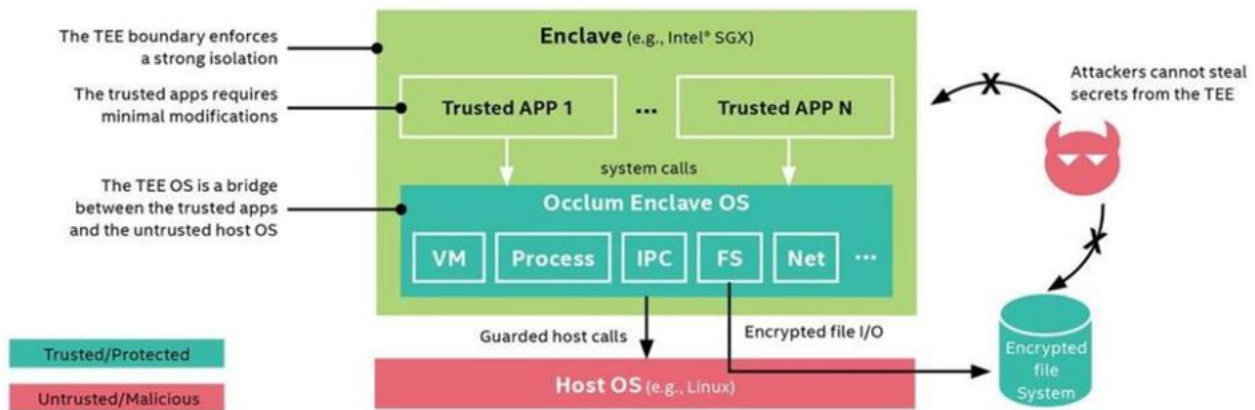 The TEE boundary enforces
a strong isolation
The trusted apps requires
minimal modifications
The TEE OS is a bridge
between the trusted apps
and the untrusted host OS
Enclave (e.g., Intel® SGX)
Trusted APP 1
...
Trusted APP N
system calls
Occlum Enclave OS
VM
Process
IPC
FS
Net
...
Guarded host calls
Encrypted file I/O
Host OS (e.g., Linux)
Attackers cannot steal
secrets from the TEE
X
X
Encrypted
file
System
Trusted/Protected
Untrusted/Malicious